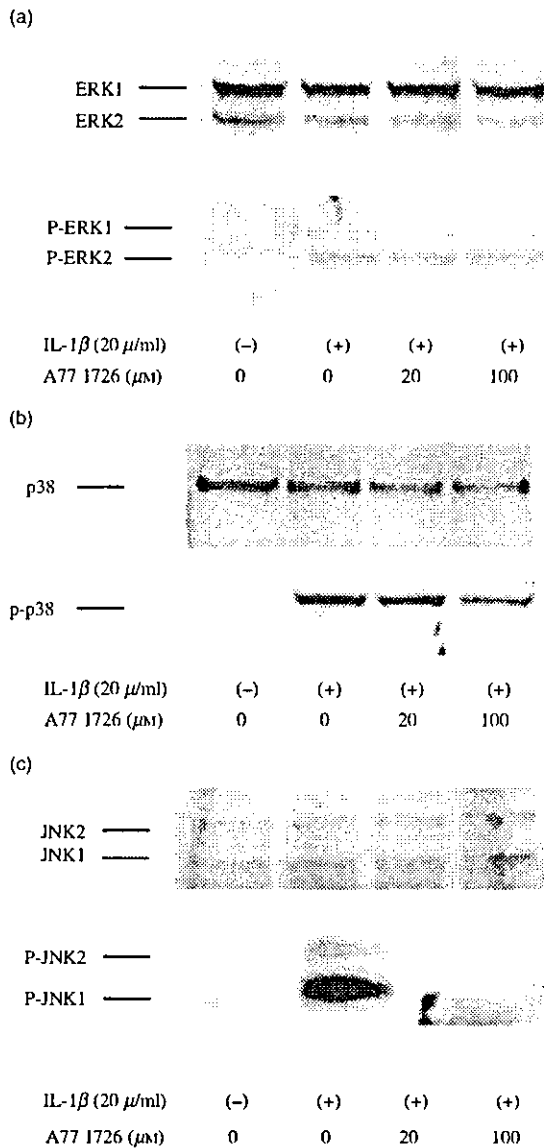 (a)
ERK1
ERK2
P-ERK1
P-ERK2
IL-1β (20 μ/ml) (−) (+) (+) (+)
A77 1726 (μM) 0 0 20 100
(b)
p38
p-p38
IL-1β (20 μ/ml) (−) (+) (+) (+)
A77 1726 (μM) 0 0 20 100
(c)
JNK2
JNK1
P-JNK2
P-JNK1
IL-1β (20 μ/ml) (−) (+) (+) (+)
A77 1726 (μM) 0 0 20 100